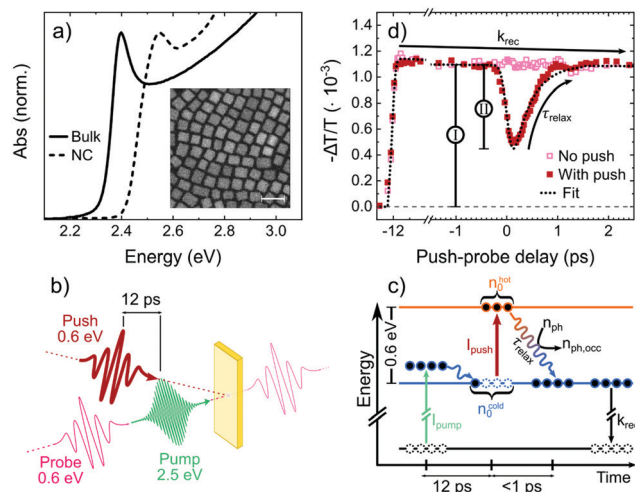 a)
Abs (norm.)
Bulk
NC
2.2 2.4 2.6 2.8 3.0
Energy (eV)
d)
-ΔT/T (· 10⁻³)
1.4
1.2
1.0
0.8
0.6
0.4
0.2
0.0
k_rec
I
II
τ_relax
No push
With push
Fit
-12 -1 0 1 2
Push-probe delay (ps)
b)
12 ps
Push
0.6 eV
Probe
0.6 eV
Pump
2.5 eV
c)
Energy
0.6 eV
n₀^hot
I_push
τ_relax
n_ph
n_ph,occ
n₀^cold
I_pump
k_rec
12 ps <1 ps Time